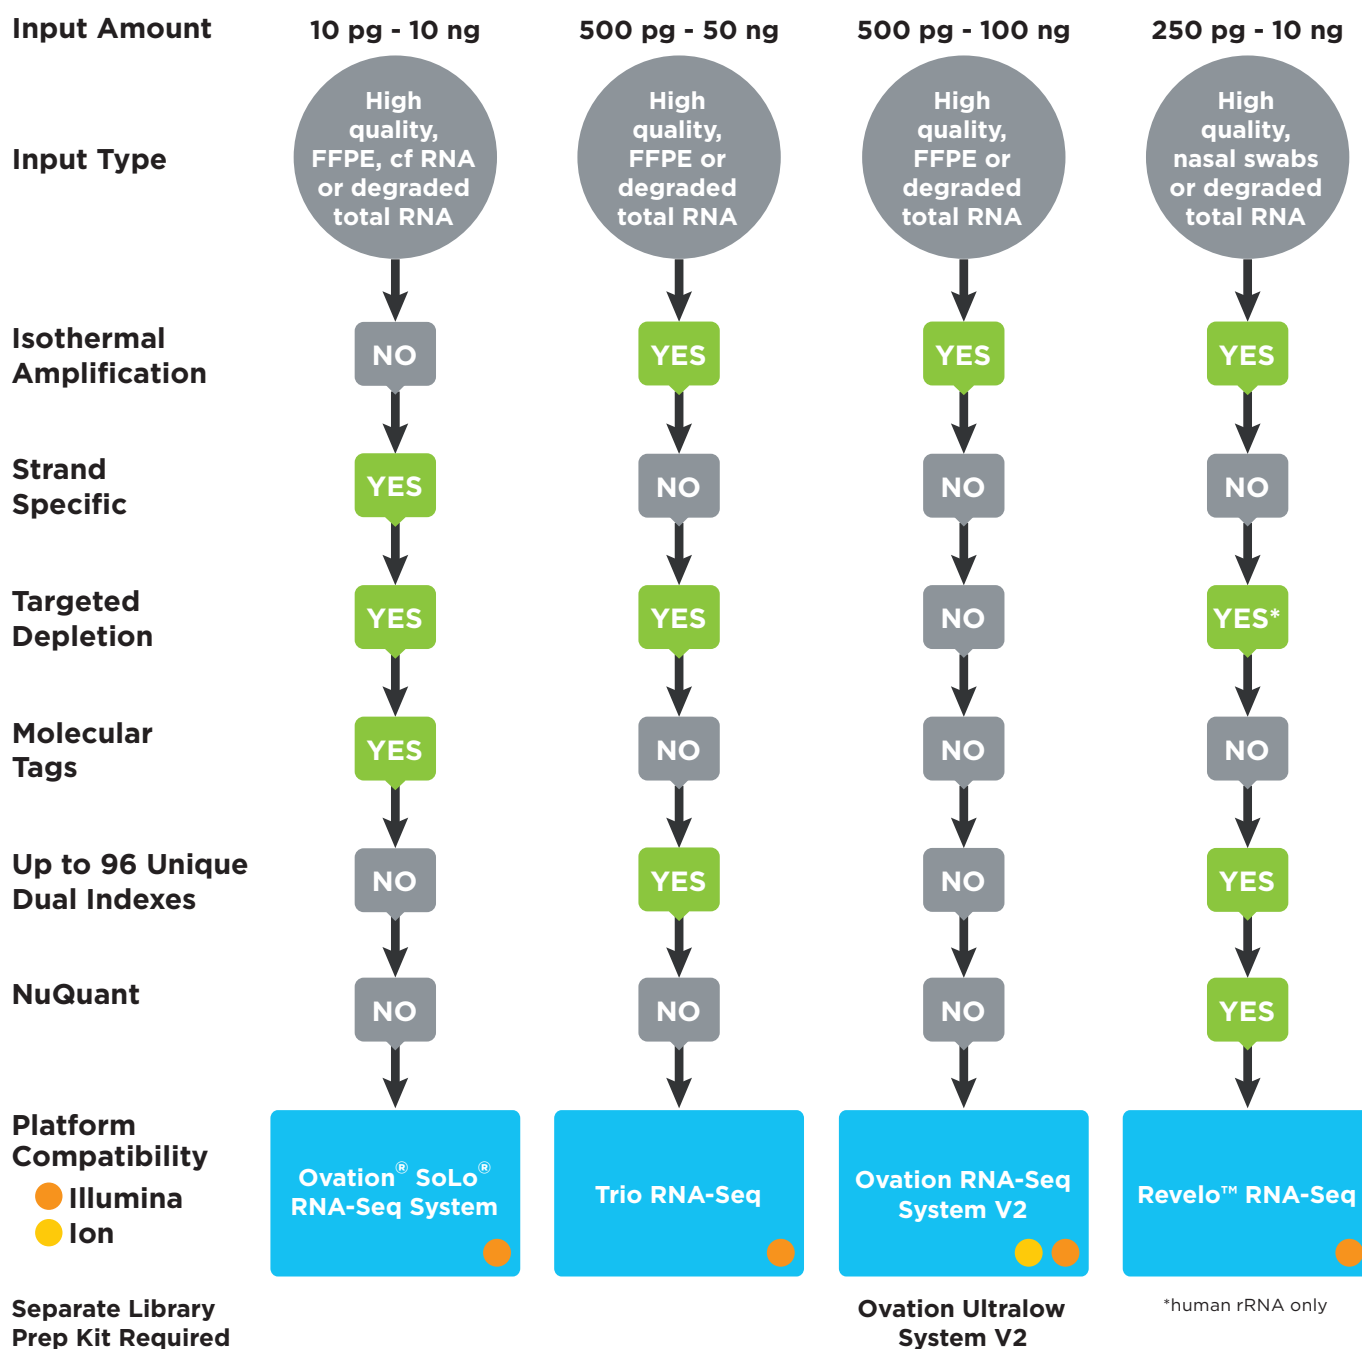 Input Amount
10 pg - 10 ng
500 pg - 50 ng
500 pg - 100 ng
250 pg - 10 ng
Input Type
High
quality,
FFPE, cf RNA
or degraded
total RNA
High
quality,
FFPE or
degraded
total RNA
High
quality,
FFPE or
degraded
total RNA
High
quality,
nasal swabs
or degraded
total RNA
Isothermal
Amplification
NO
YES
YES
YES
Strand
Specific
YES
NO
NO
NO
Targeted
Depletion
YES
YES
NO
YES*
Molecular
Tags
YES
NO
NO
NO
Up to 96 Unique
Dual Indexes
NO
YES
NO
YES
NuQuant
NO
NO
NO
YES
Platform
Compatibility
Illumina
Ion
Ovation® SoLo®
RNA-Seq System
Trio RNA-Seq
Ovation RNA-Seq
System V2
Revelo™ RNA-Seq
Separate Library
Prep Kit Required
Ovation Ultralow
System V2
*human rRNA only